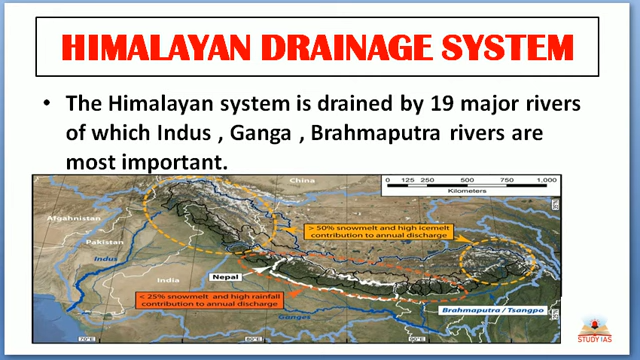 HIMALAYAN DRAINAGE SYSTEM
• The Himalayan system is drained by 19 major rivers
of which Indus , Ganga , Brahmaputra rivers are
most important.
0 125 250 500 750 1,000
Kilometers
China
Afghanistan
> 50% snowmelt and high icemelt
contribution to annual discharge
Pakistan
Indus
Nepal
India
< 25% snowmelt and high rainfall
contribution to annual discharge
Ganges
Brahmaputra / Tsangpo
70°E
80°E
90°E
STUDY IAS